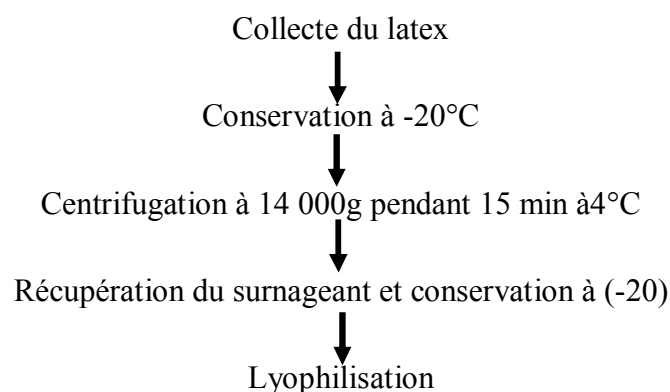 Collecte du latex
Conservation à -20°C
Centrifugation à 14 000g pendant 15 min à4°C
Récupération du surnageant et conservation à (-20)
Lyophilisation